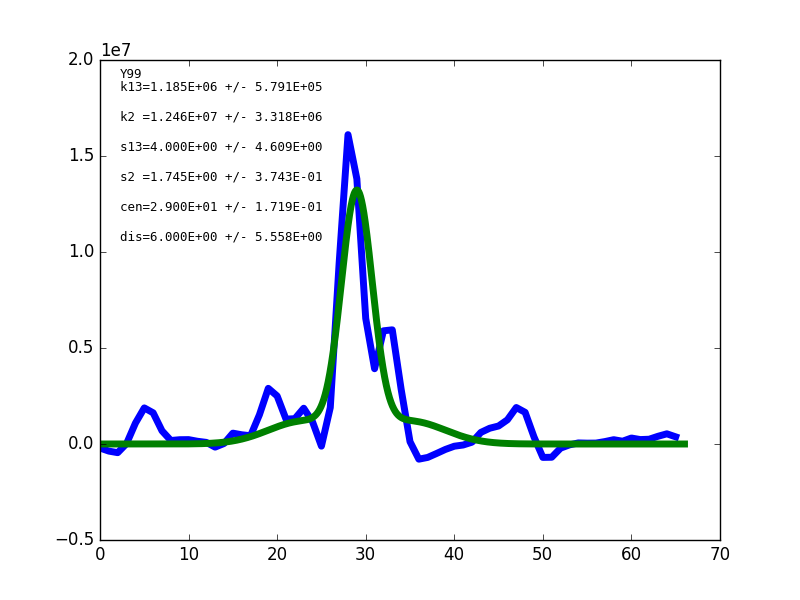 1e7
2.0
Y99
k13=1.185E+06 +/- 5.791E+05
k2 =1.246E+07 +/- 3.318E+06
1.5
s13=4.000E+00 +/- 4.609E+00
s2 =1.745E+00 +/- 3.743E-01
cen=2.900E+01 +/- 1.719E-01
dis=6.000E+00 +/- 5.558E+00
1.0
0.5
0.0
−0.5
0 10 20 30 40 50 60 70